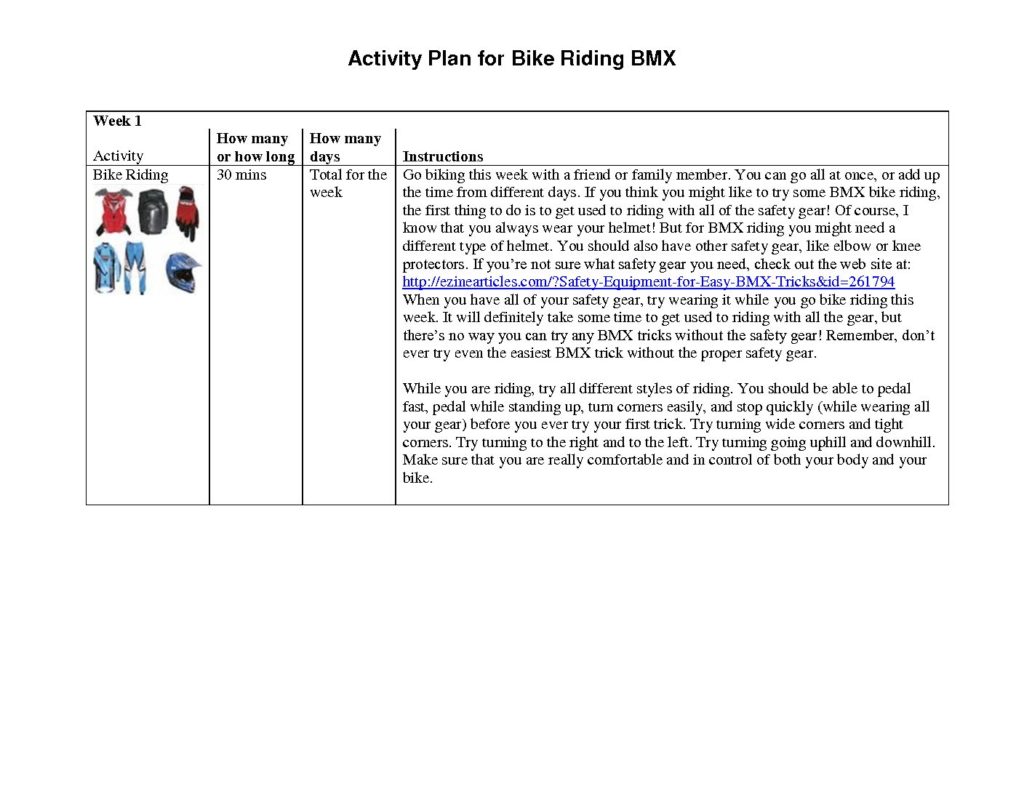 Activity Plan for Bike Riding BMX
Week 1
Activity
How many
or how long
How many
days
Instructions
Bike Riding
30 mins
Total for the
week
Go biking this week with a friend or family member. You can go all at once, or add up
the time from different days. If you think you might like to try some BMX bike riding,
the first thing to do is to get used to riding with all of the safety gear! Of course, I
know that you always wear your helmet! But for BMX riding you might need a
different type of helmet. You should also have other safety gear, like elbow or knee
protectors. If you’re not sure what safety gear you need, check out the web site at:
http://ezinearticles.com/?Safety-Equipment-for-Easy-BMX-Tricks&id=261794
When you have all of your safety gear, try wearing it while you go bike riding this
week. It will definitely take some time to get used to riding with all the gear, but
there’s no way you can try any BMX tricks without the safety gear! Remember, don’t
ever try even the easiest BMX trick without the proper safety gear.
While you are riding, try all different styles of riding. You should be able to pedal
fast, pedal while standing up, turn corners easily, and stop quickly (while wearing all
your gear) before you ever try your first trick. Try turning wide corners and tight
corners. Try turning to the right and to the left. Try turning going uphill and downhill.
Make sure that you are really comfortable and in control of both your body and your
bike.